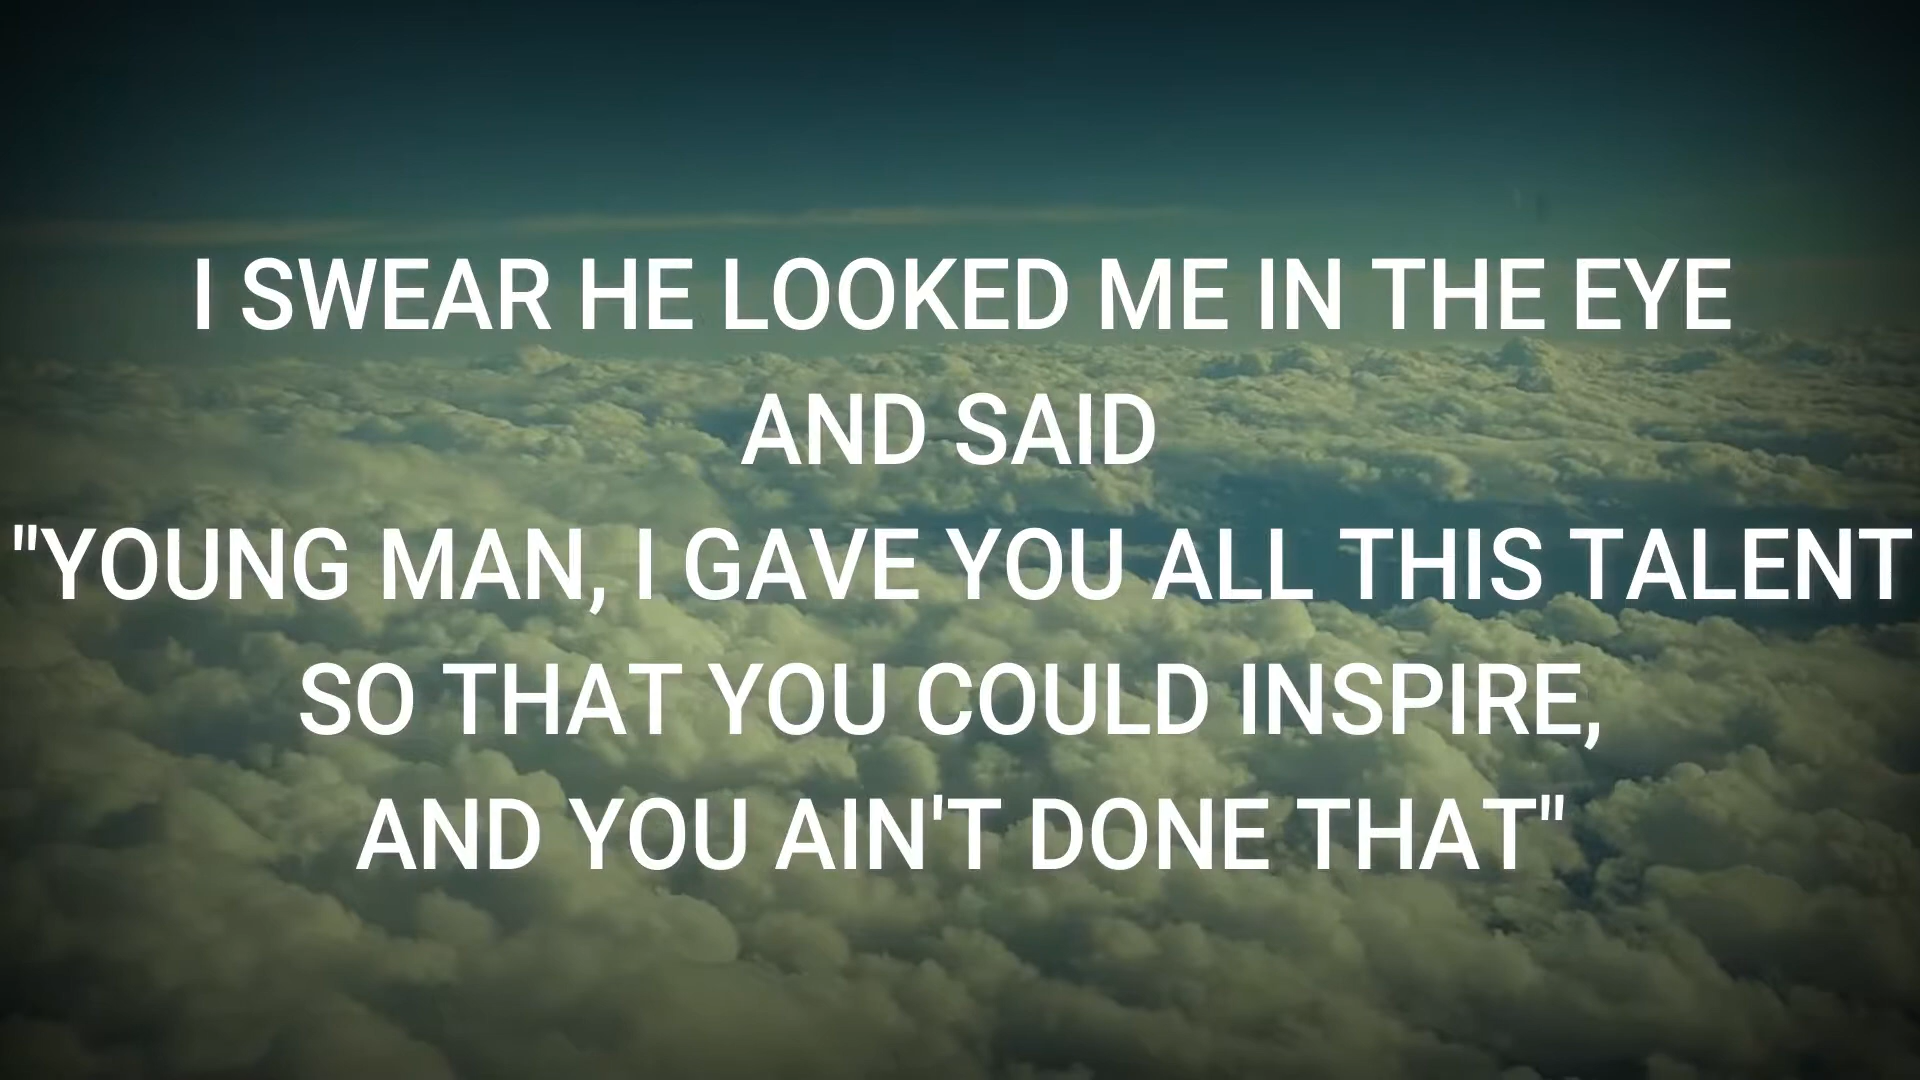 I SWEAR HE LOOKED ME IN THE EYE
AND SAID
"YOUNG MAN, I GAVE YOU ALL THIS TALENT
SO THAT YOU COULD INSPIRE,
AND YOU AIN'T DONE THAT"